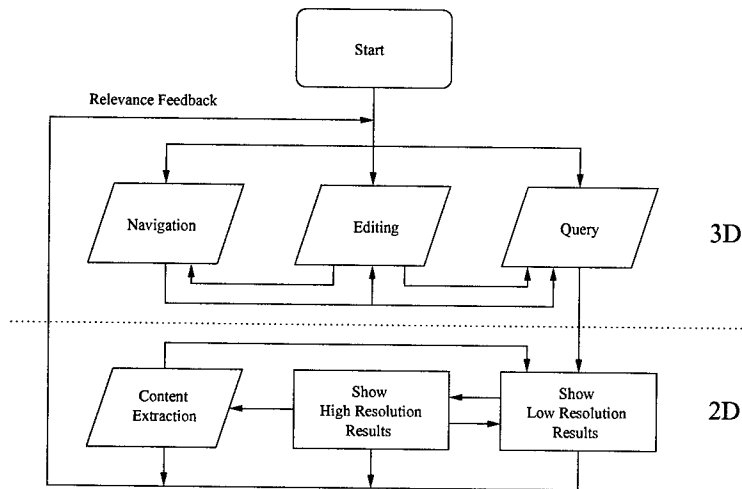 Start
Relevance Feedback
Navigation
Editing
Query
3D
Content
Extraction
Show
High Resolution
Results
Show
Low Resolution
Results
2D